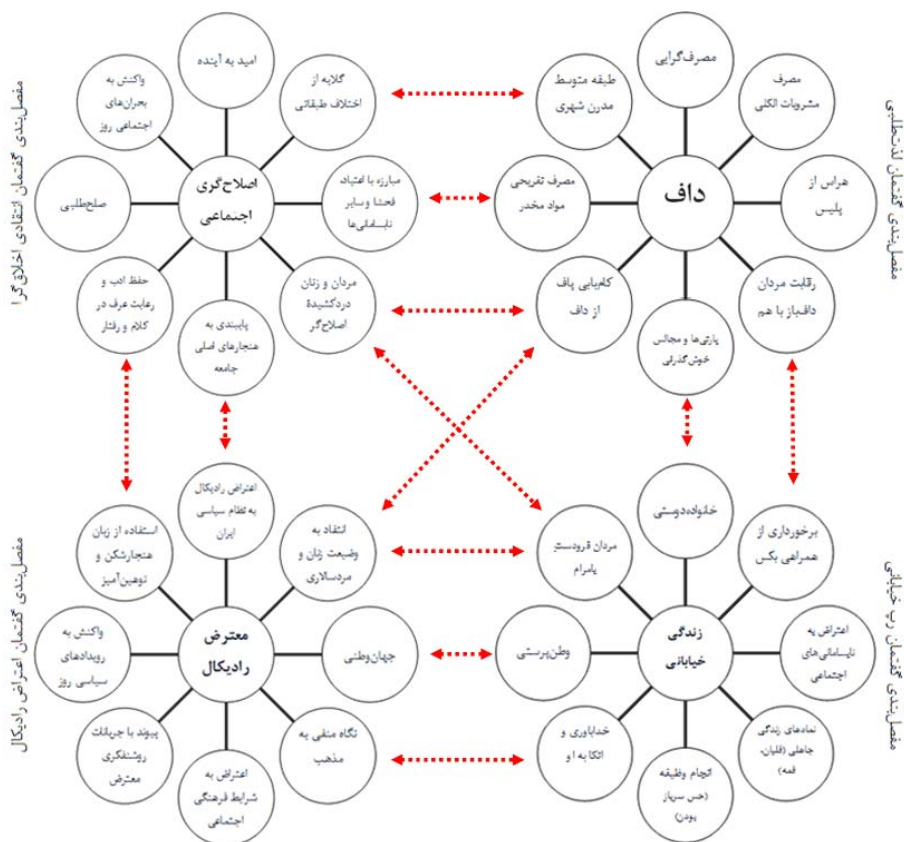 مفصل‌بندی گفتمان لذت‌طلبی
داف
مصرف‌گرایی
مصرف
مشروبات الکلی
هراس از
پلیس
رقابت مردان
داف‌باز با هم
پارتی‌ها و مجالس
خوش‌گذرانی
کام‌یابی پاف
از داف
مصرف تفریحی
مواد مخدر
طبقه متوسط
مدرن شهری
مفصل‌بندی گفتمان انتقادی اخلاق‌گرا
اصلاح‌گری
اجتماعی
امید به آینده
گلایه از
اختلاف طبقاتی
مبارزه با اعتیاد،
فحشا و سایر
نابسامانی‌ها
مردان و زنان
دردکشیدۀ
اصلاح‌گر
پایبندی به
هنجارهای اصلی
جامعه
حفظ ادب و
رعایت عرف در
کلام و رفتار
صلح‌طلبی
واکنش به
بحران‌های
اجتماعی روز
مفصل‌بندی گفتمان رپ خیابانی
زندگی
خیابانی
خانواده‌دوستی
برخورداری از
همراهی بکس
اعتراض به
نابسامانی‌های
اجتماعی
نمادهای زندگی
جاهلی (قلیان،
قمه)
انجام وظیفه
(حس سرباز
بودن)
خداباوری و
اتکا به او
وطن‌پرستی
مردان فرودست
بامرام
مفصل‌بندی گفتمان اعتراض رادیکال
معترض
رادیکال
اعتراض رادیکال
به نظام سیاسی
ایران
انتقاد به
وضعیت زنان و
مردسالاری
جهان‌وطنی
نگاه منفی به
مذهب
اعتراض به
شرایط فرهنگی
اجتماعی
پیوند با جریانات
روشنفکری
معترض
واکنش به
رویدادهای
سیاسی روز
استفاده از زبان
هنجارشکن و
توهین‌آمیز